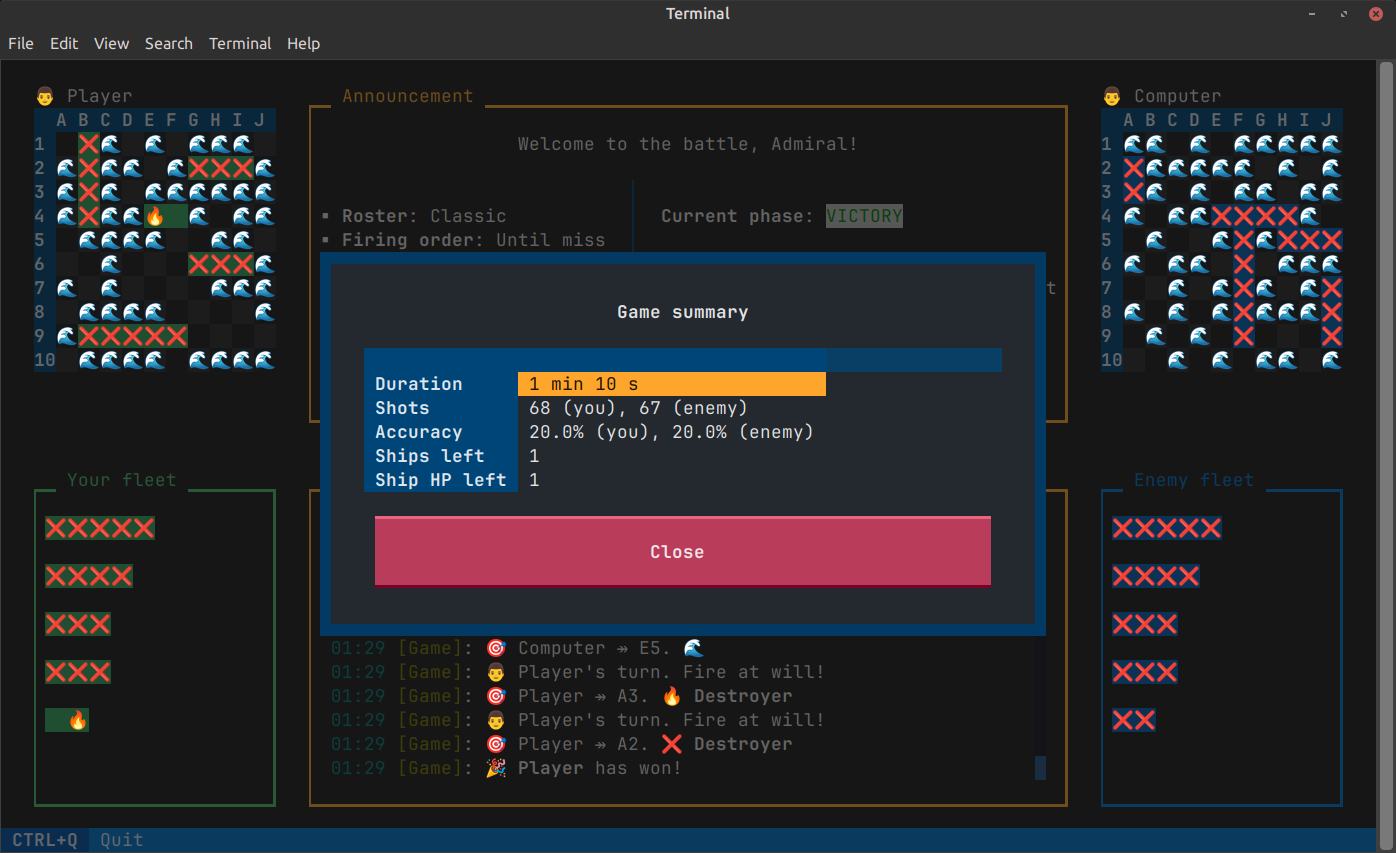 Terminal
File Edit View Search Terminal Help
Player
A B C D E F G H I J
1
2
3
4
5
6
7
8
9
10
Announcement
Welcome to the battle, Admiral!
▪ Roster: Classic
▪ Firing order: Until miss
Current phase: VICTORY
t
Computer
A B C D E F G H I J
1
2
3
4
5
6
7
8
9
10
Game summary
Duration 1 min 10 s
Shots 68 (you), 67 (enemy)
Accuracy 20.0% (you), 20.0% (enemy)
Ships left 1
Ship HP left 1
Close
Your fleet
Enemy fleet
01:29 [Game]: 🎯 Computer ↠ E5. 🌊
01:29 [Game]: 👨 Player's turn. Fire at will!
01:29 [Game]: 🎯 Player ↠ A3. 🔥 Destroyer
01:29 [Game]: 👨 Player's turn. Fire at will!
01:29 [Game]: 🎯 Player ↠ A2. ❌ Destroyer
01:29 [Game]: 🎉 Player has won!
CTRL+Q Quit